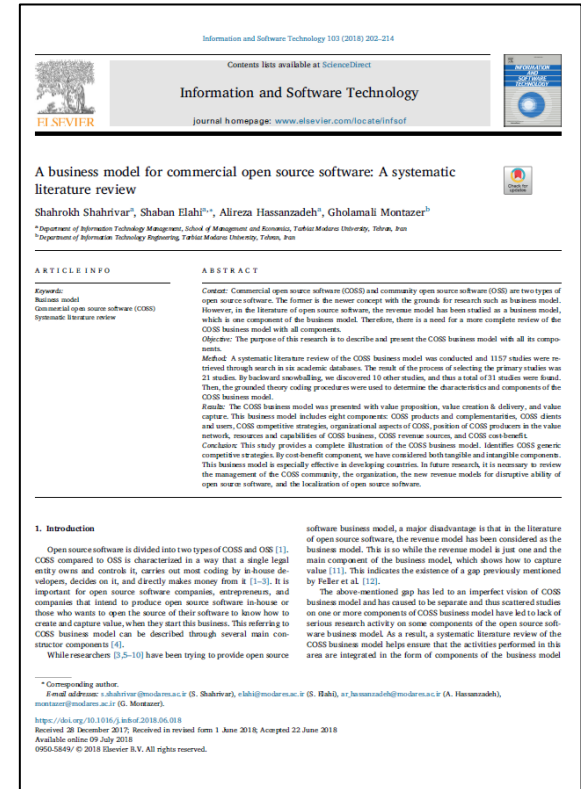 Information and Software Technology 103 (2018) 202–214
Contents lists available at ScienceDirect
Information and Software Technology
journal homepage: www.elsevier.com/locate/infsof
ELSEVIER
INFORMATION
AND
SOFTWARE
TECHNOLOGY
A business model for commercial open source software: A systematic
literature review
Check for
updates
Shahrokh Shahrivarᵃ, Shaban Elahiᵃ,*, Alireza Hassanzadehᵃ, Gholamali Montazerᵇ
ᵃ Department of Information Technology Management, School of Management and Economics, Tarbiat Modares University, Tehran, Iran
ᵇ Department of Information Technology Engineering, Tarbiat Modares University, Tehran, Iran
ARTICLE INFO
Keywords:
Business model
Commercial open source software (COSS)
Systematic literature review
ABSTRACT
Context: Commercial open source software (COSS) and community open source software (OSS) are two types of
open source software. The former is the newer concept with the grounds for research such as business model.
However, in the literature of open source software, the revenue model has been studied as a business model,
which is one component of the business model. Therefore, there is a need for a more complete review of the
COSS business model with all components.
Objective: The purpose of this research is to describe and present the COSS business model with all its compo-
nents.
Method: A systematic literature review of the COSS business model was conducted and 1157 studies were re-
trieved through search in six academic databases. The result of the process of selecting the primary studies was
21 studies. By backward snowballing, we discovered 10 other studies, and thus a total of 31 studies were found.
Then, the grounded theory coding procedures were used to determine the characteristics and components of the
COSS business model.
Results: The COSS business model was presented with value proposition, value creation & delivery, and value
capture. This business model includes eight components: COSS products and complementarities, COSS clients
and users, COSS competitive strategies, organizational aspects of COSS, position of COSS producers in the value
network, resources and capabilities of COSS business, COSS revenue sources, and COSS cost-benefit.
Conclusion: This study provides a complete illustration of the COSS business model. Identifies COSS generic
competitive strategies. By cost-benefit component, we have considered both tangible and intangible components.
This business model is especially effective in developing countries. In future research, it is necessary to review
the management of the COSS community, the organization, the new revenue models for disruptive ability of
open source software, and the localization of open source software.
1. Introduction
Open source software is divided into two types of COSS and OSS [1].
COSS compared to OSS is characterized in a way that a single legal
entity owns and controls it, carries out most coding by in-house de-
velopers, decides on it, and directly makes money from it [1–3]. It is
important for open source software companies, entrepreneurs, and
companies that intend to produce open source software in-house or
those who want to open the source of their software to know how to
create and capture value, when they start this business. This referring to
COSS business model can be described through several main con-
structor components [4].
While researchers [3,5–10] have been trying to provide open source
software business model, a major disadvantage is that in the literature
of open source software, the revenue model has been considered as the
business model. This is so while the revenue model is just one and the
main component of the business model, which shows how to capture
value [11]. This indicates the existence of a gap previously mentioned
by Feller et al. [12].
The above-mentioned gap has led to an imperfect vision of COSS
business model and has caused to be separate and thus scattered studies
on one or more components of COSS business model have led to lack of
serious research activity on some components of the open source soft-
ware business model. As a result, a systematic literature review of the
COSS business model helps ensure that the activities performed in this
area are integrated in the form of components of the business model
* Corresponding author.
E-mail addresses: s.shahrivar@modares.ac.ir (S. Shahrivar), elahi@modares.ac.ir (S. Elahi), ar_hassanzadeh@modares.ac.ir (A. Hassanzadeh),
montazer@modares.ac.ir (G. Montazer).
https://doi.org/10.1016/j.infsof.2018.06.018
Received 28 December 2017; Received in revised form 1 June 2018; Accepted 22 June 2018
Available online 09 July 2018
0950-5849/ © 2018 Elsevier B.V. All rights reserved.